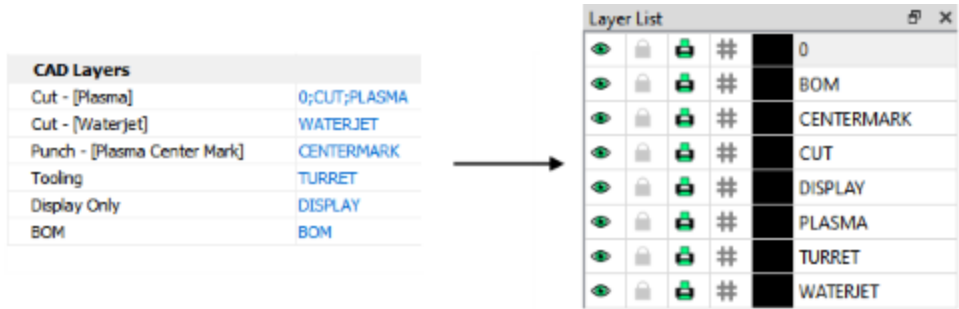 CAD Layers
Cut - [Plasma] 0;CUT;PLASMA
Cut - [Waterjet] WATERJET
Punch - [Plasma Center Mark] CENTERMARK
Tooling TURRET
Display Only DISPLAY
BOM BOM
Layer List
0
BOM
CENTERMARK
CUT
DISPLAY
PLASMA
TURRET
WATERJET